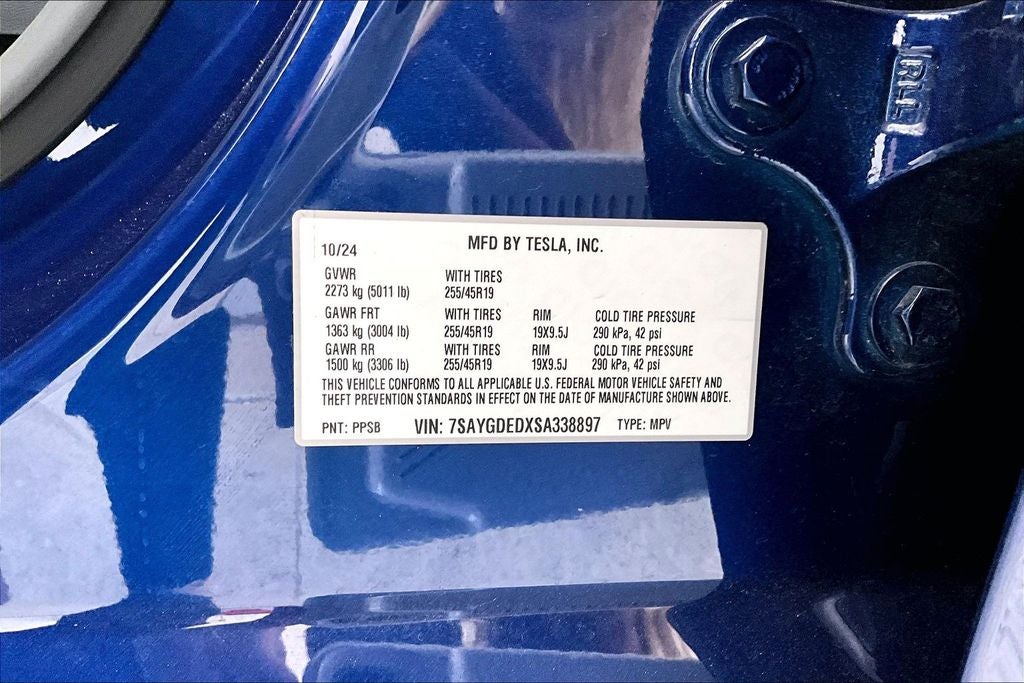 10/24 MFD BY TESLA, INC.
GVWR WITH TIRES
2273 kg (5011 lb) 255/45R19
GAWR FRT WITH TIRES RIM COLD TIRE PRESSURE
1363 kg (3004 lb) 255/45R19 19X9.5J 290 kPa, 42 psi
GAWR RR WITH TIRES RIM COLD TIRE PRESSURE
1500 kg (3306 lb) 255/45R19 19X9.5J 290 kPa, 42 psi
THIS VEHICLE CONFORMS TO ALL APPLICABLE U.S. FEDERAL MOTOR VEHICLE SAFETY AND
THEFT PREVENTION STANDARDS IN EFFECT ON THE DATE OF MANUFACTURE SHOWN ABOVE.
PNT: PPSB VIN: 7SAYGDEDXSA338897 TYPE: MPV